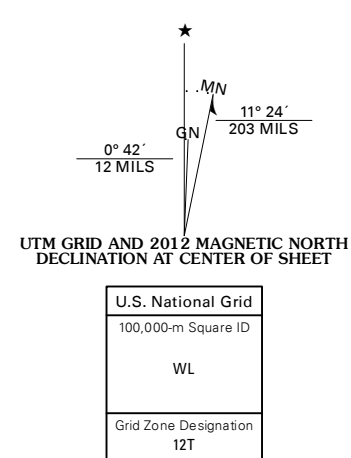 ★
MN
GN
11° 24´
203 MILS
0° 42´
12 MILS
UTM GRID AND 2012 MAGNETIC NORTH
DECLINATION AT CENTER OF SHEET
U.S. National Grid
100,000-m Square ID
WL
Grid Zone Designation
12T